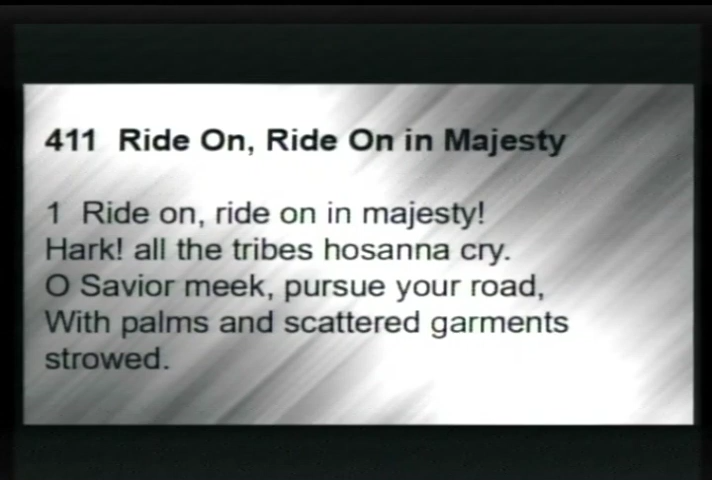 411 Ride On, Ride On in Majesty
1 Ride on, ride on in majesty!
Hark! all the tribes hosanna cry.
O Savior meek, pursue your road,
With palms and scattered garments
strowed.